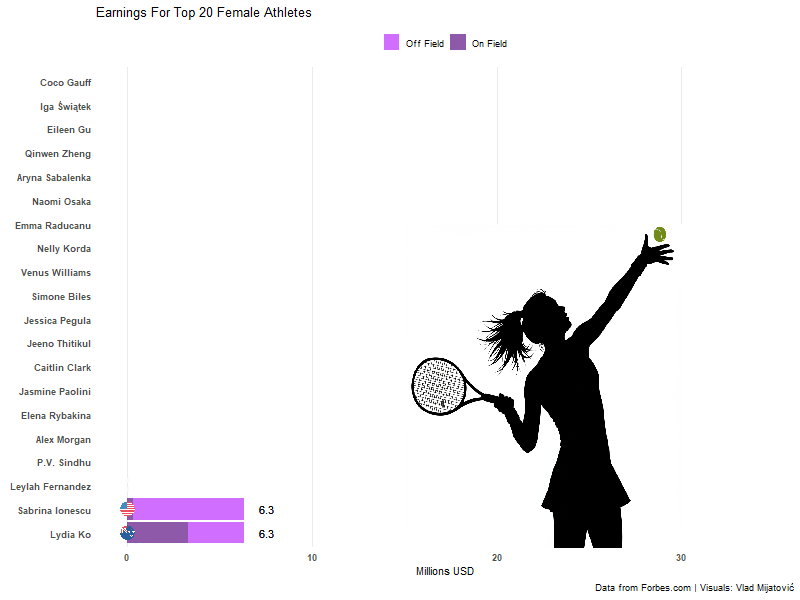 Earnings For Top 20 Female Athletes
Off Field
On Field
Coco Gauff
Iga Świątek
Eileen Gu
Qinwen Zheng
Aryna Sabalenka
Naomi Osaka
Emma Raducanu
Nelly Korda
Venus Williams
Simone Biles
Jessica Pegula
Jeeno Thitikul
Caitlin Clark
Jasmine Paolini
Elena Rybakina
Alex Morgan
P.V. Sindhu
Leylah Fernandez
Sabrina Ionescu 6.3
Lydia Ko 6.3
0 10 20 30
Millions USD
Data from Forbes.com | Visuals: Vlad Mijatović